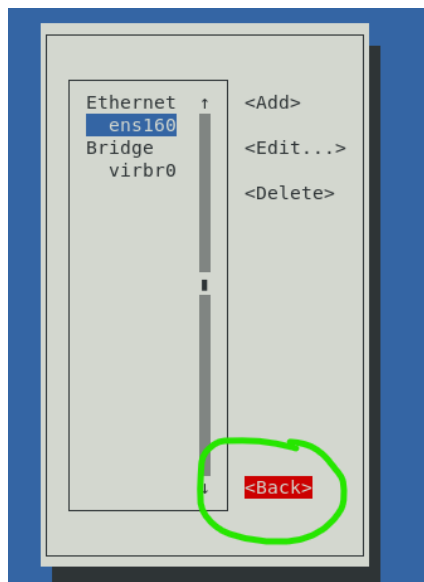 Ethernet ↑ <Add>
ens160
Bridge <Edit...>
virbr0
<Delete>
↓ <Back>